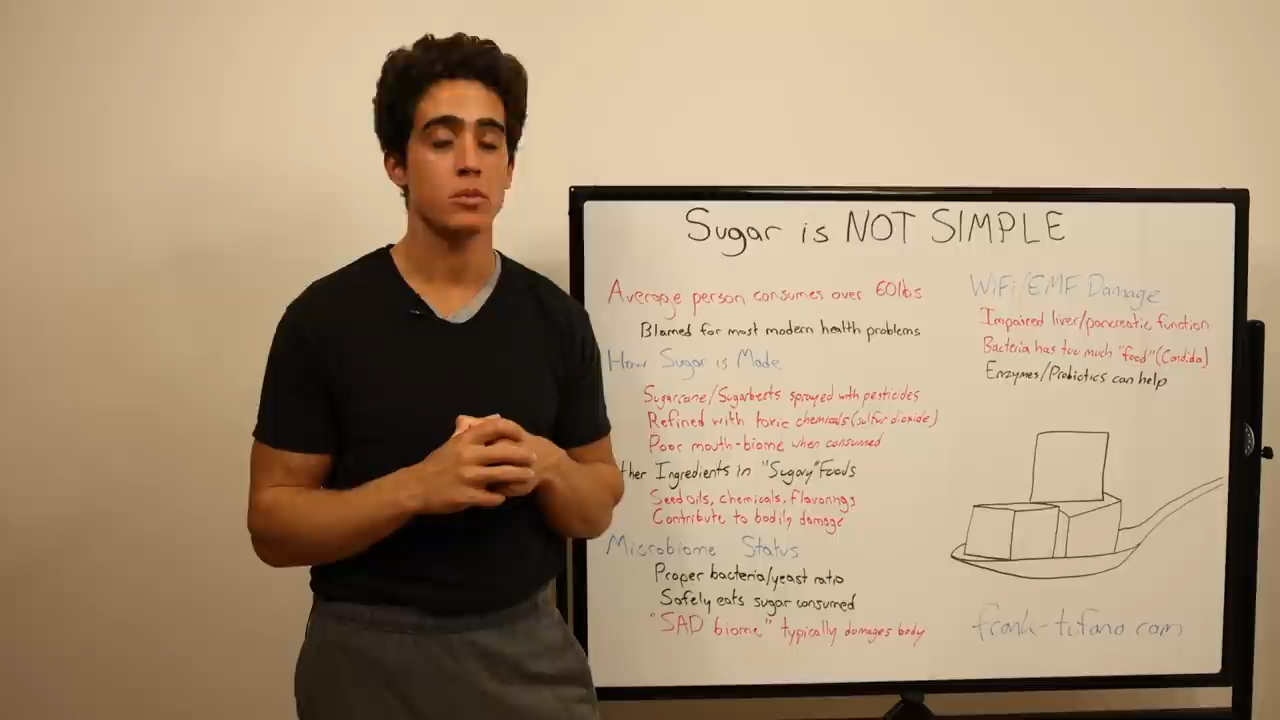 Sugar is NOT SIMPLE
Average person consumes over 60lbs
Blamed for most modern health problems
How Sugar is Made
Sugarcane/Sugarbeets sprayed with pesticides
Refined with toxic chemicals (sulfur dioxide)
Poor mouth-biome when consumed
ther Ingredients in "Sugary" Foods
Seed oils, chemicals, flavorings
Contribute to bodily damage
Microbiome Status
Proper bacteria/yeast ratio
Safely eats sugar consumed
"SAD biome" typically damages body
WiFi/EMF Damage
Impaired liver/pancreatic function
Bacteria has too much "food" (Candida)
Enzymes/Probiotics can help
frank-tufano.com